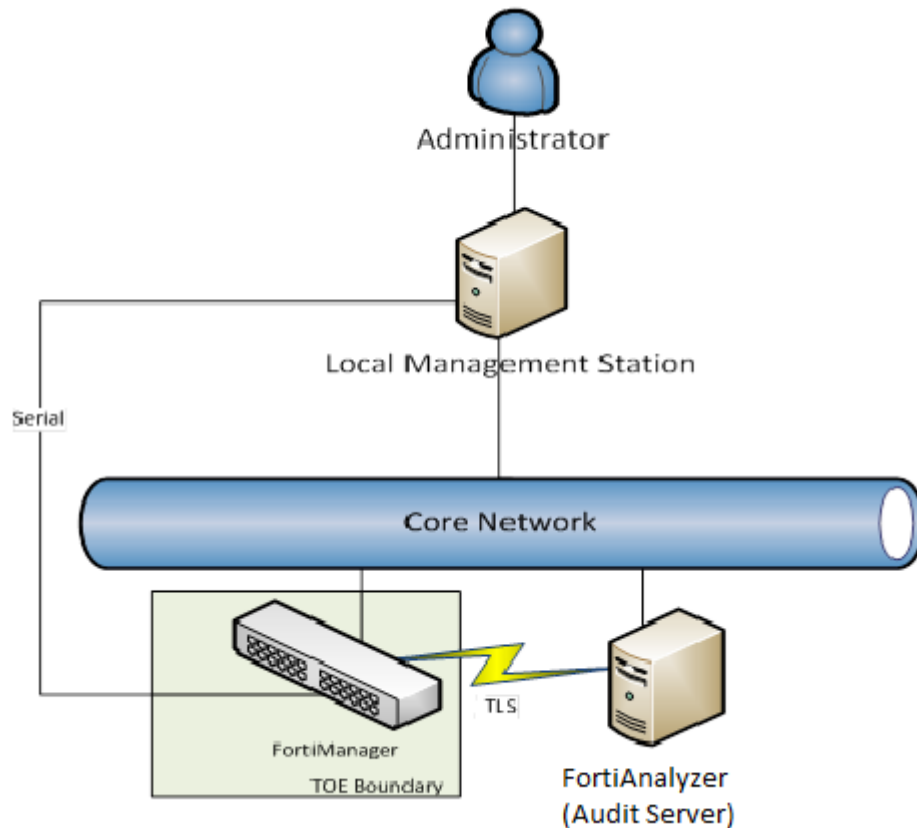 Administrator
Local Management Station
Serial
Core Network
TLS
FortiManager
TOE Boundary
FortiAnalyzer
(Audit Server)